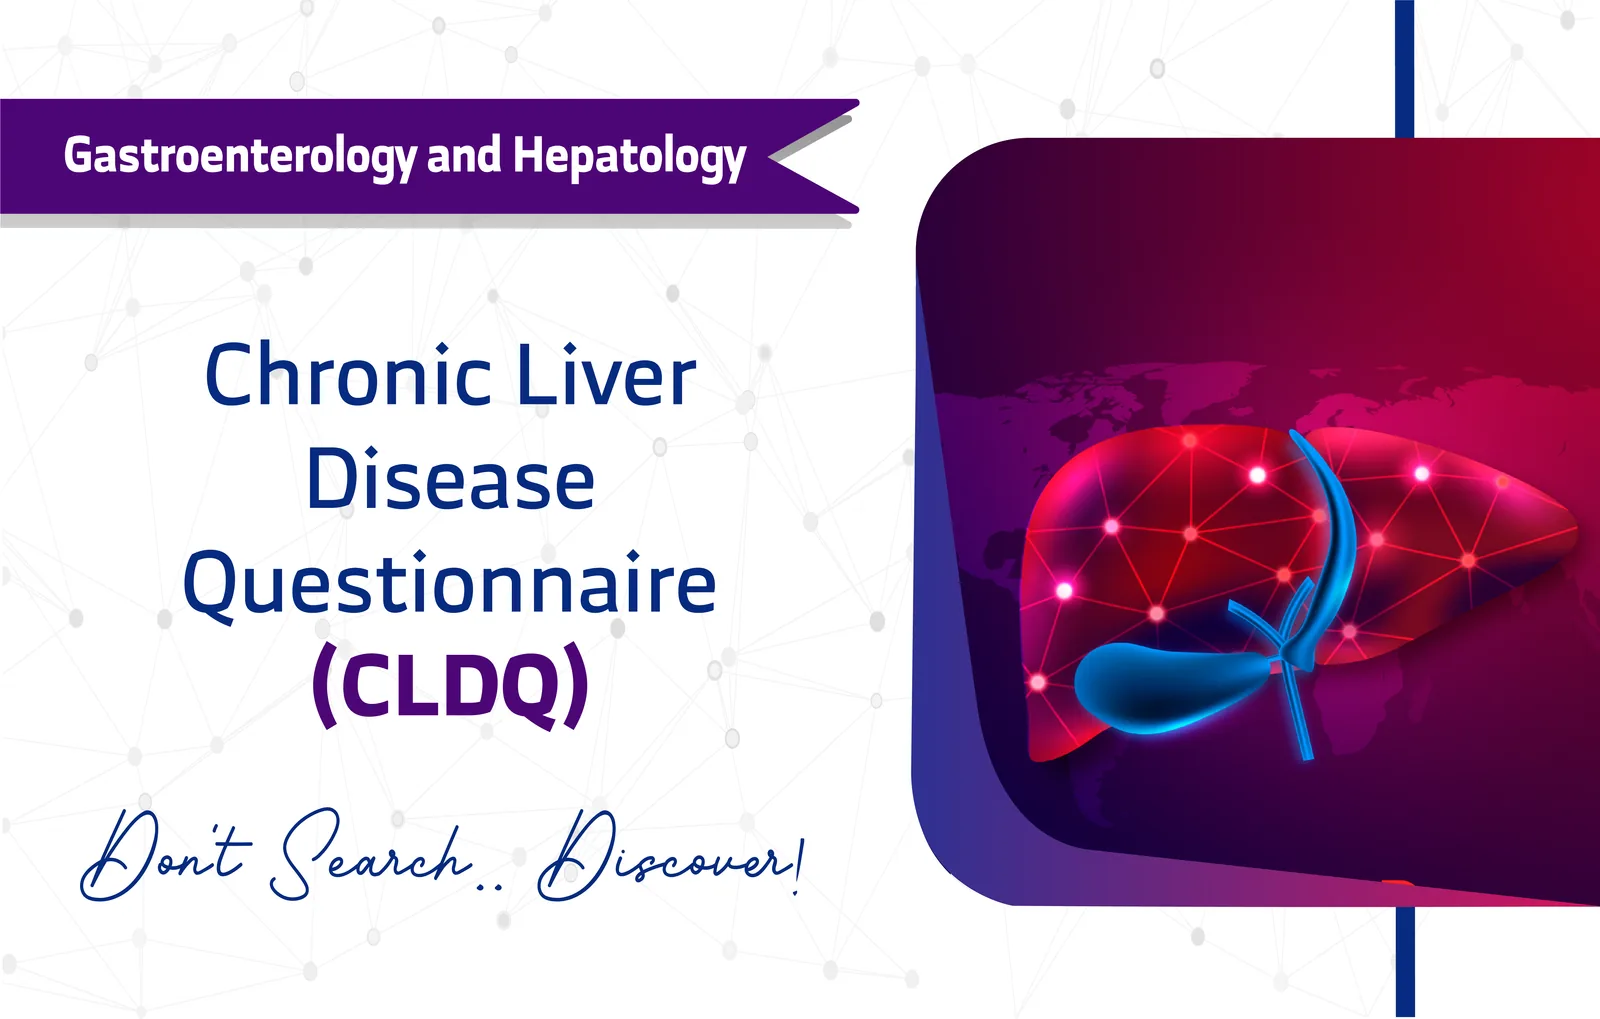 Gastroenterology and Hepatology
Chronic Liver
Disease
Questionnaire
(CLDQ)
Don't Search.. Discover!